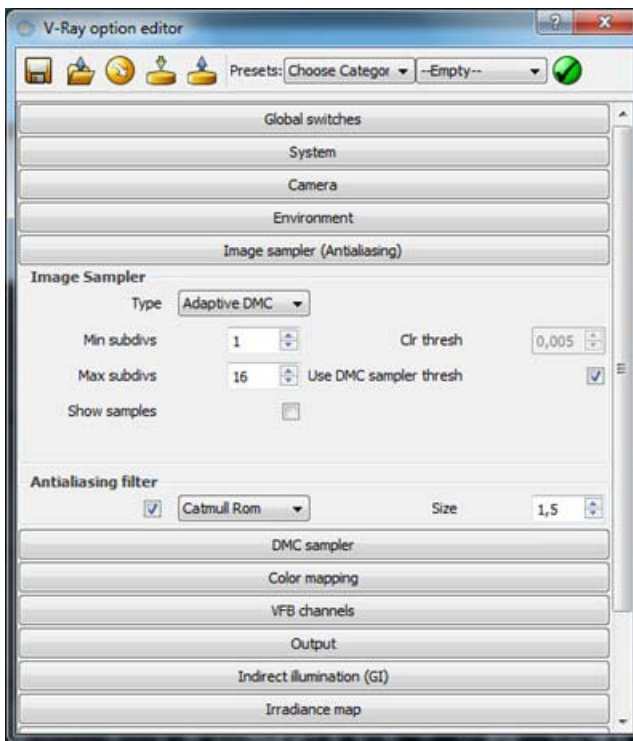 V-Ray option editor
Presets: Choose Categor --Empty--
Global switches
System
Camera
Environment
Image sampler (Antialiasing)
Image Sampler
Type Adaptive DMC
Min subdivs 1 Clr thresh 0,005
Max subdivs 16 Use DMC sampler thresh
Show samples
Antialiasing filter
Catmull Rom Size 1,5
DMC sampler
Color mapping
VFB channels
Output
Indirect illumination (GI)
Irradiance map